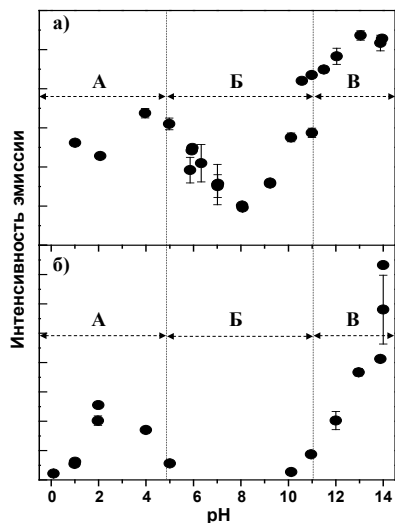 а)
А
Б
В
Интенсивность эмиссии
б)
А
Б
В
0 2 4 6 8 10 12 14
pH